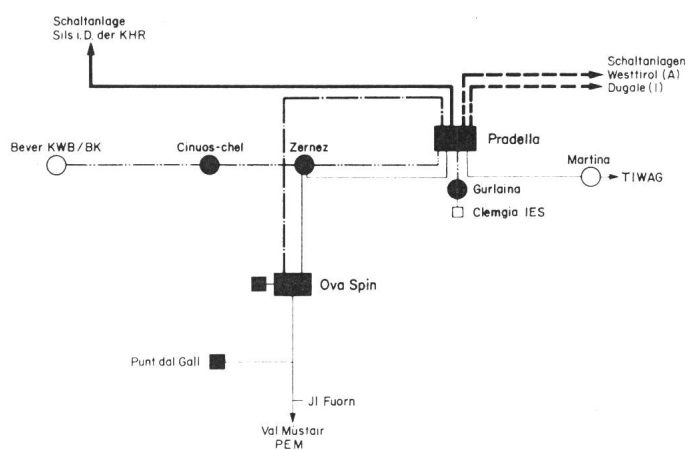 Schaltanlage
Sils i. D. der KHR
Schaltanlagen
Westtirol (A)
Dugale (I)
Pradella
Bever KWB/BK
Cinuos-chel
Zernez
Martina
TIWAG
Gurlaina
Clemgia IES
Ova Spin
Punt dal Gall
Jl Fuorn
Val Müstair
PEM